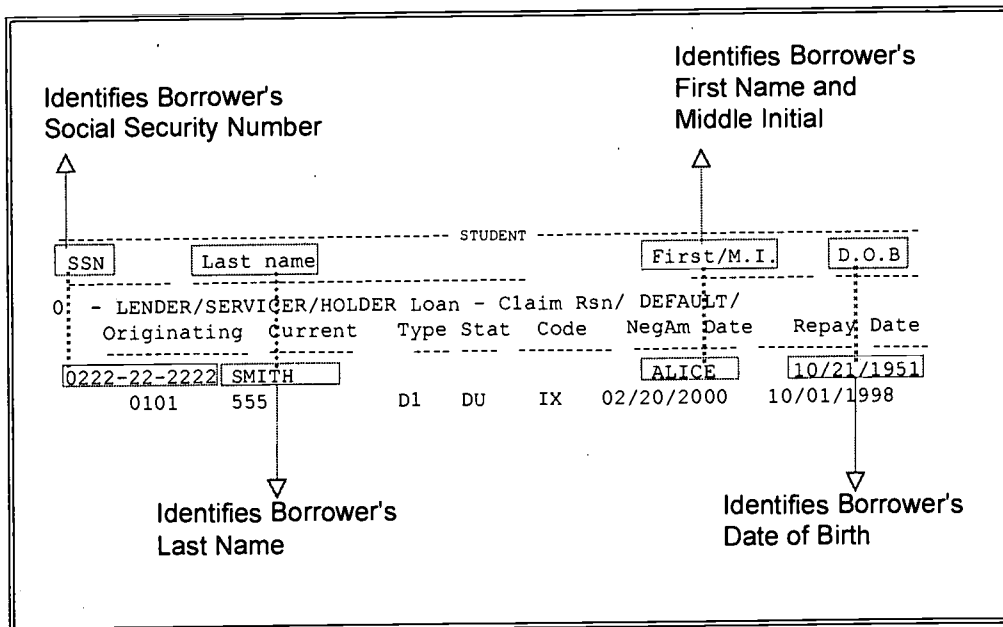 Identifies Borrower's
Social Security Number
Identifies Borrower's
First Name and
Middle Initial
STUDENT
SSN Last name First/M.I. D.O.B
0 - LENDER/SERVICER/HOLDER Loan - Claim Rsn/ DEFAULT/
Originating Current Type Stat Code NegAm Date Repay Date
0222-22-2222 SMITH ALICE 10/21/1951
0101 555 D1 DU IX 02/20/2000 10/01/1998
Identifies Borrower's
Last Name
Identifies Borrower's
Date of Birth